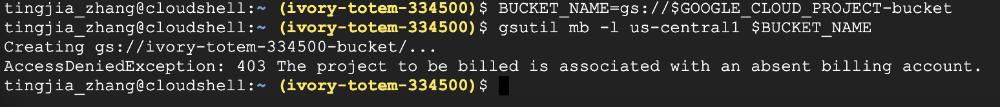 tingjia_zhang@cloudshell:~ (ivory-totem-334500)$ BUCKET_NAME=gs://$GOOGLE_CLOUD_PROJECT-bucket
tingjia_zhang@cloudshell:~ (ivory-totem-334500)$ gsutil mb -l us-central1 $BUCKET_NAME
Creating gs://ivory-totem-334500-bucket/...
AccessDeniedException: 403 The project to be billed is associated with an absent billing account.
tingjia_zhang@cloudshell:~ (ivory-totem-334500)$